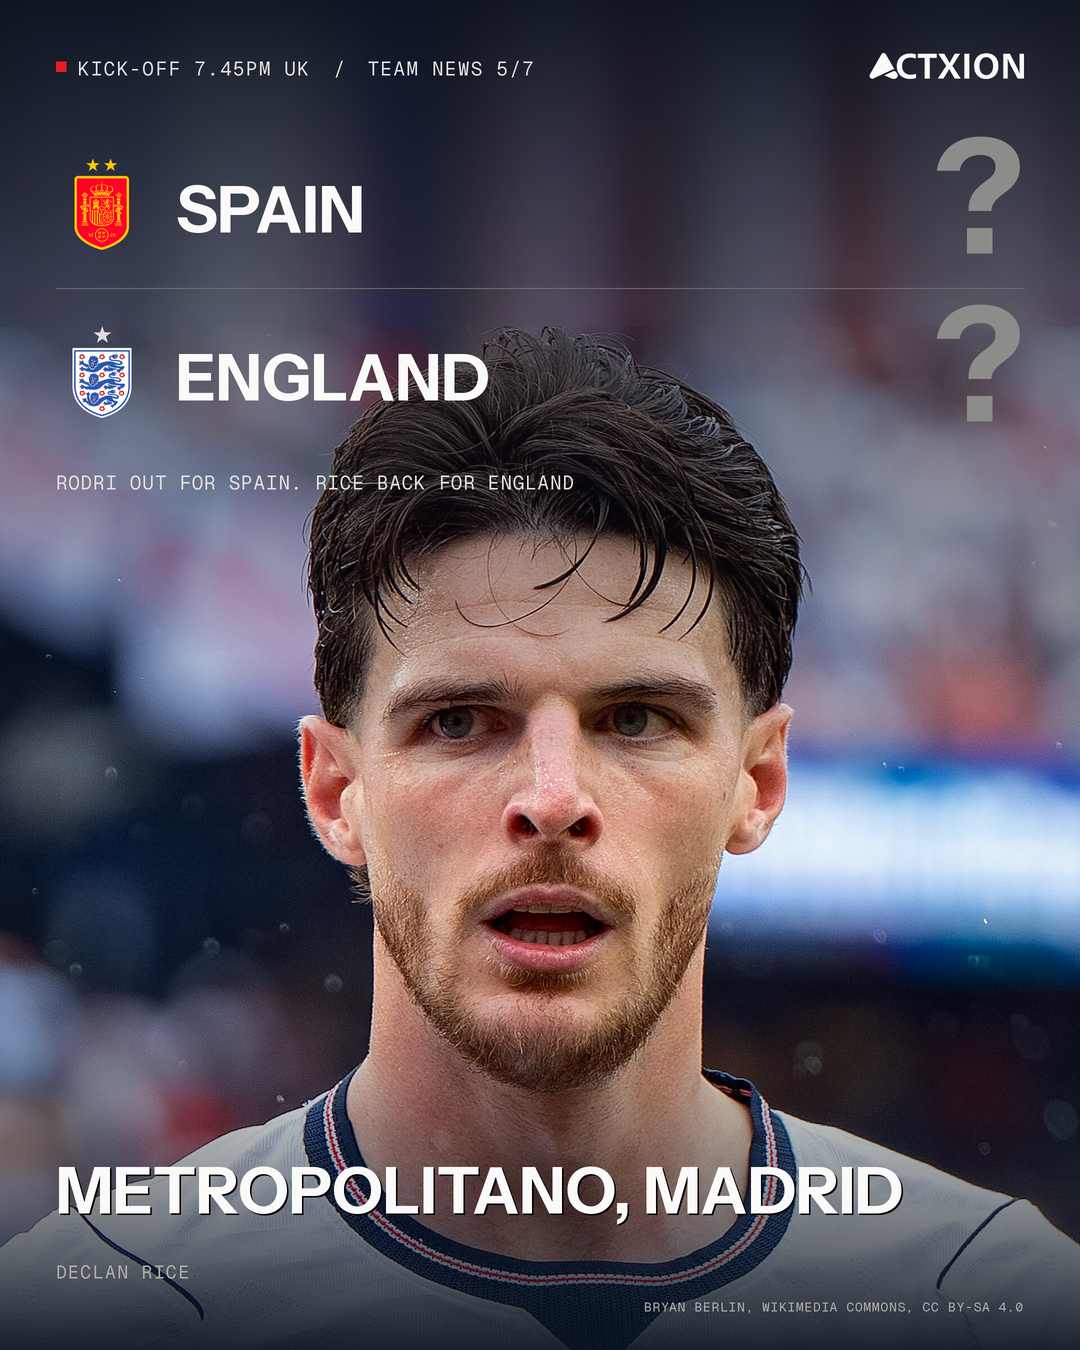 KICK-OFF 7.45PM UK / TEAM NEWS 5/7
ACTXION
SPAIN ?
ENGLAND ?
RODRI OUT FOR SPAIN. RICE BACK FOR ENGLAND
METROPOLITANO, MADRID
DECLAN RICE
BRYAN BERLIN, WIKIMEDIA COMMONS, CC BY-SA 4.0